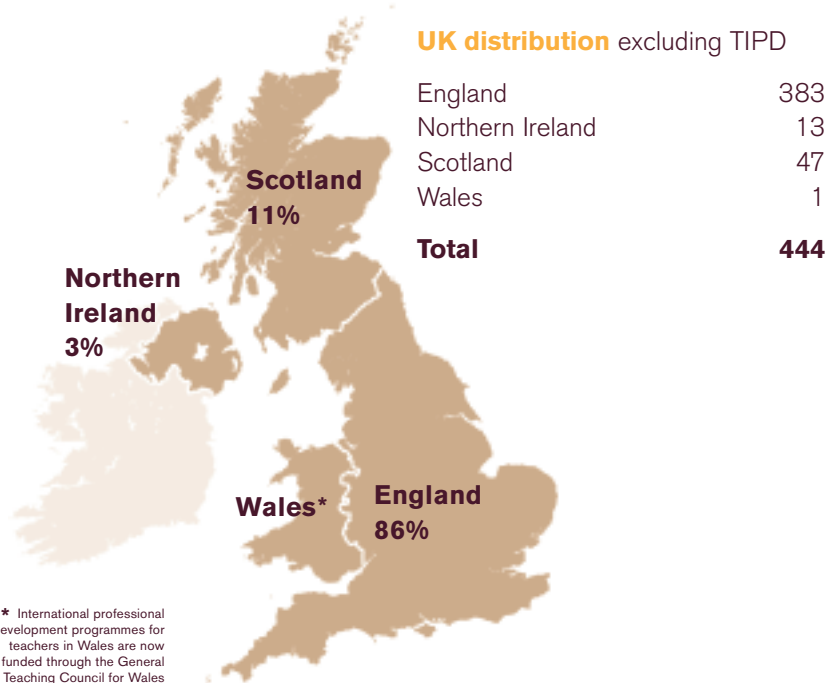 UK distribution excluding TIPD
England 383
Northern Ireland 13
Scotland 47
Wales 1
Total 444
Scotland
11%
Northern
Ireland
3%
Wales*
England
86%
* International professional
evelopment programmes for
teachers in Wales are now
funded through the General
Teaching Council for Wales